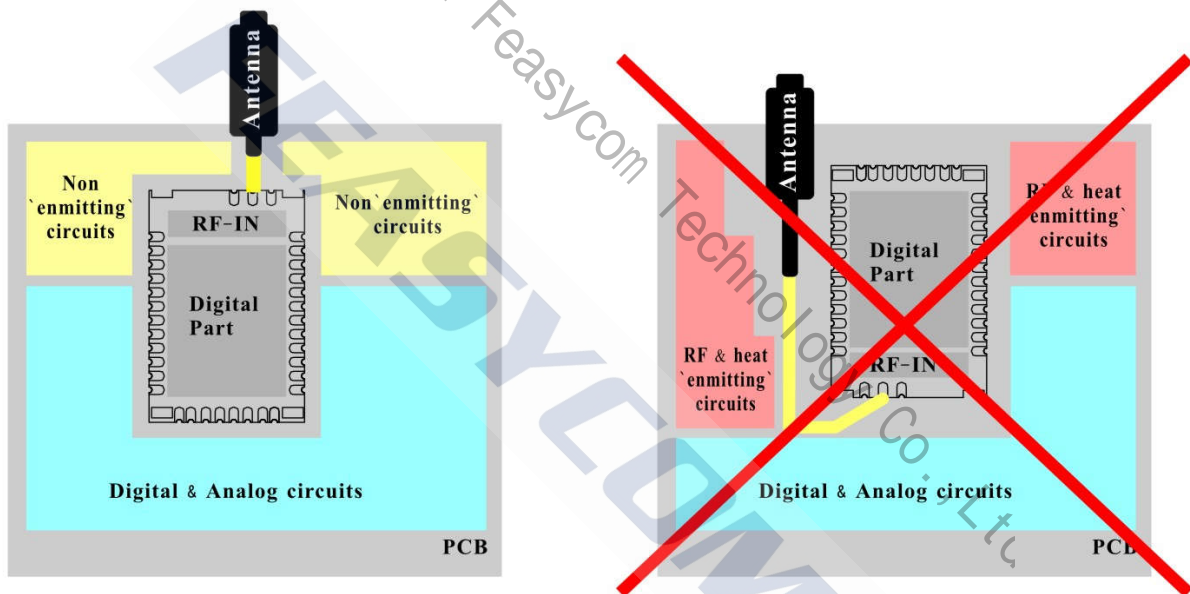 Antenna
Non
`enmitting`
circuits
Non`enmitting`
circuits
RF-IN
Digital
Part
Digital & Analog circuits
PCB
Antenna
RF & heat
`enmitting`
circuits
Digital
Part
RF & heat
`enmitting`
circuits
RF-IN
Digital & Analog circuits
PCB
FEASYCOM
Feasycom Technology Co., Ltd